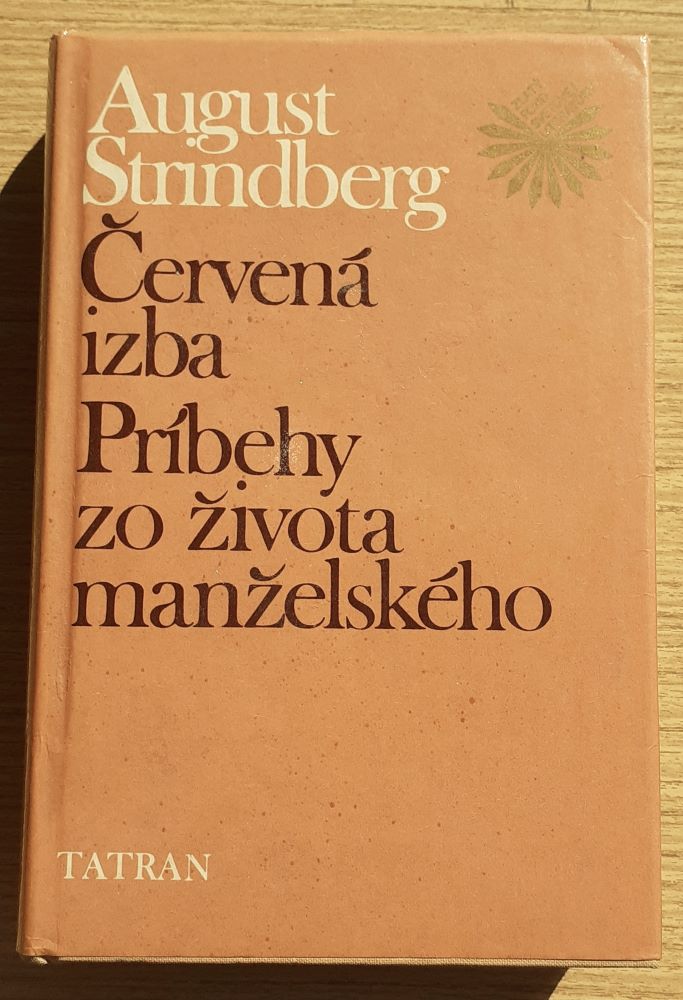 August
Strindberg
Červená
izba
Príbehy
zo života
manželského
TATRAN